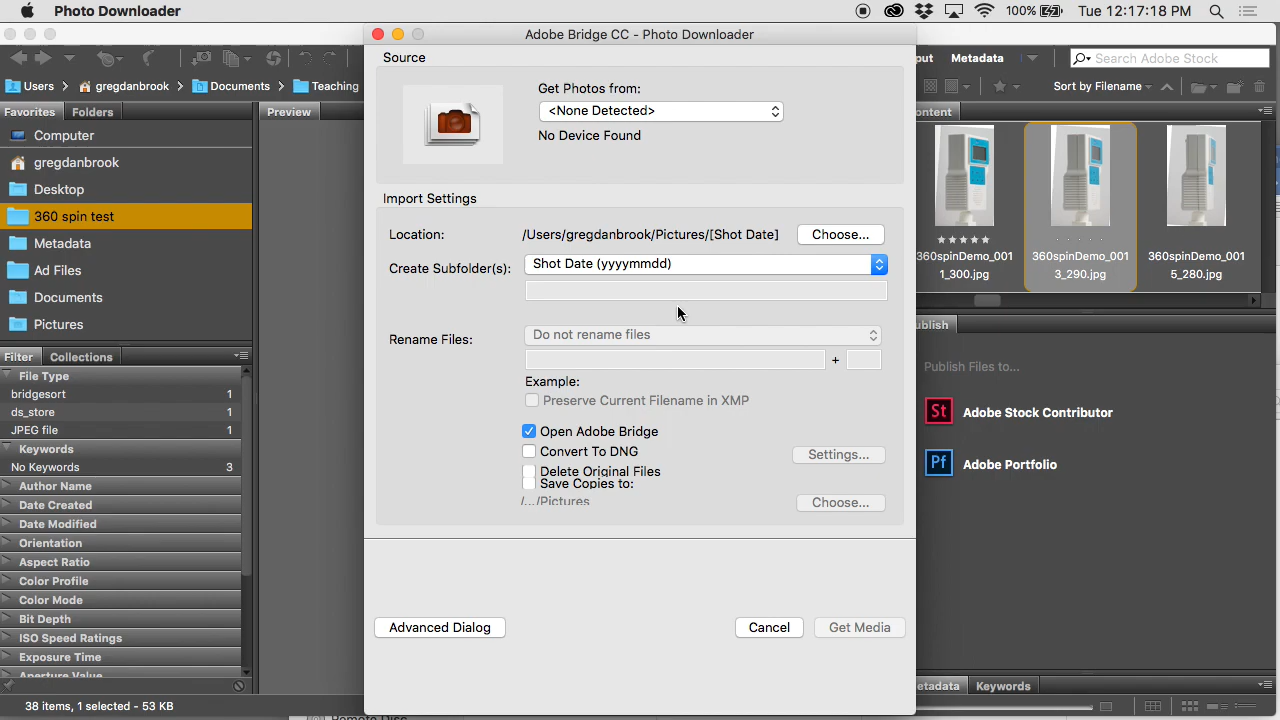 Photo Downloader
100%
Tue 12:17:18 PM
Adobe Bridge CC - Photo Downloader
Metadata
Search Adobe Stock
Users
gregdanbrook
Documents
Teaching
Sort by Filename
Favorites
Folders
Preview
Computer
gregdanbrook
Desktop
360 spin test
Metadata
Ad Files
Documents
Pictures
Filter
Collections
File Type
bridgesort 1
ds_store 1
JPEG file 1
Keywords
No Keywords 3
Author Name
Date Created
Date Modified
Orientation
Aspect Ratio
Color Profile
Color Mode
Bit Depth
ISO Speed Ratings
Exposure Time
Aperture Value
38 items, 1 selected - 53 KB
Source
Get Photos from:
<None Detected>
No Device Found
Import Settings
Location:
/Users/gregdanbrook/Pictures/[Shot Date]
Choose...
Create Subfolder(s):
Shot Date (yyyymmdd)
Rename Files:
Do not rename files
+
Example:
Preserve Current Filename in XMP
Open Adobe Bridge
Convert To DNG
Settings...
Delete Original Files
Save Copies to:
/.../Pictures
Choose...
Advanced Dialog
Cancel
Get Media
ontent
360spinDemo_001
1_300.jpg
360spinDemo_001
3_290.jpg
360spinDemo_001
5_280.jpg
ublish
Publish Files to...
St
Adobe Stock Contributor
Pf
Adobe Portfolio
etadata
Keywords